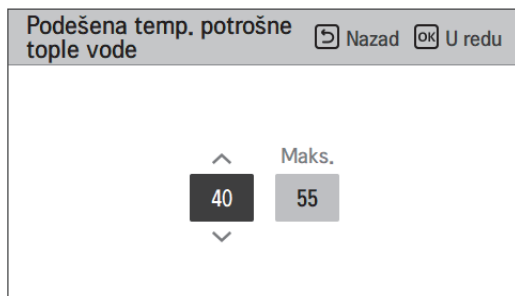 Podešena temp. potrošne
tople vode
Nazad
OK U redu
Maks.
40
55